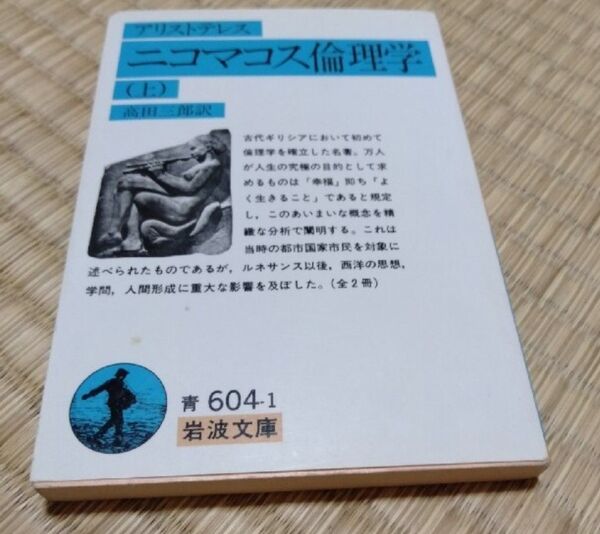 アリストテレス
ニコマコス倫理学
(上)
高田三郎訳
古代ギリシアにおいて初めて
倫理学を確立した名著。万人
が人生の究極の目的として求
めるものは「幸福」即ち「よ
く生きること」であると規定
し,このあいまいな概念を精
緻な分析で闡明する。これは
当時の都市国家市民を対象に
述べられたものであるが,ルネサンス以後,西洋の思想,
学問,人間形成に重大な影響を及ぼした。(全2冊)
青 604-1
岩波文庫